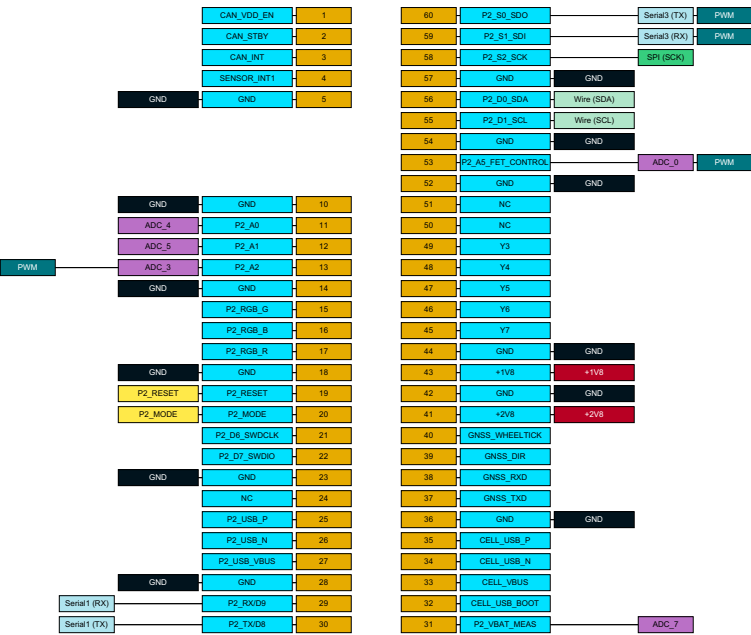 CAN_VDD_EN 1 60 P2_S0_SDO Serial3 (TX) PWM
CAN_STBY 2 59 P2_S1_SDI Serial3 (RX) PWM
CAN_INT 3 58 P2_S2_SCK SPI (SCK)
SENSOR_INT1 4 57 GND GND
GND GND 5 56 P2_D0_SDA Wire (SDA)
55 P2_D1_SCL Wire (SCL)
54 GND GND
53 P2_A5_FET_CONTROL ADC_0 PWM
52 GND GND
GND GND 10 51 NC
ADC_4 P2_A0 11 50 NC
ADC_5 P2_A1 12 49 Y3
PWM ADC_3 P2_A2 13 48 Y4
GND GND 14 47 Y5
P2_RGB_G 15 46 Y6
P2_RGB_B 16 45 Y7
P2_RGB_R 17 44 GND GND
GND GND 18 43 +1V8 +1V8
P2_RESET P2_RESET 19 42 GND GND
P2_MODE P2_MODE 20 41 +2V8 +2V8
P2_D6_SWDCLK 21 40 GNSS_WHEELTICK
P2_D7_SWDIO 22 39 GNSS_DIR
GND GND 23 38 GNSS_RXD
NC 24 37 GNSS_TXD
P2_USB_P 25 36 GND GND
P2_USB_N 26 35 CELL_USB_P
P2_USB_VBUS 27 34 CELL_USB_N
GND GND 28 33 CELL_VBUS
Serial1 (RX) P2_RX/D9 29 32 CELL_USB_BOOT
Serial1 (TX) P2_TX/D8 30 31 P2_VBAT_MEAS ADC_7